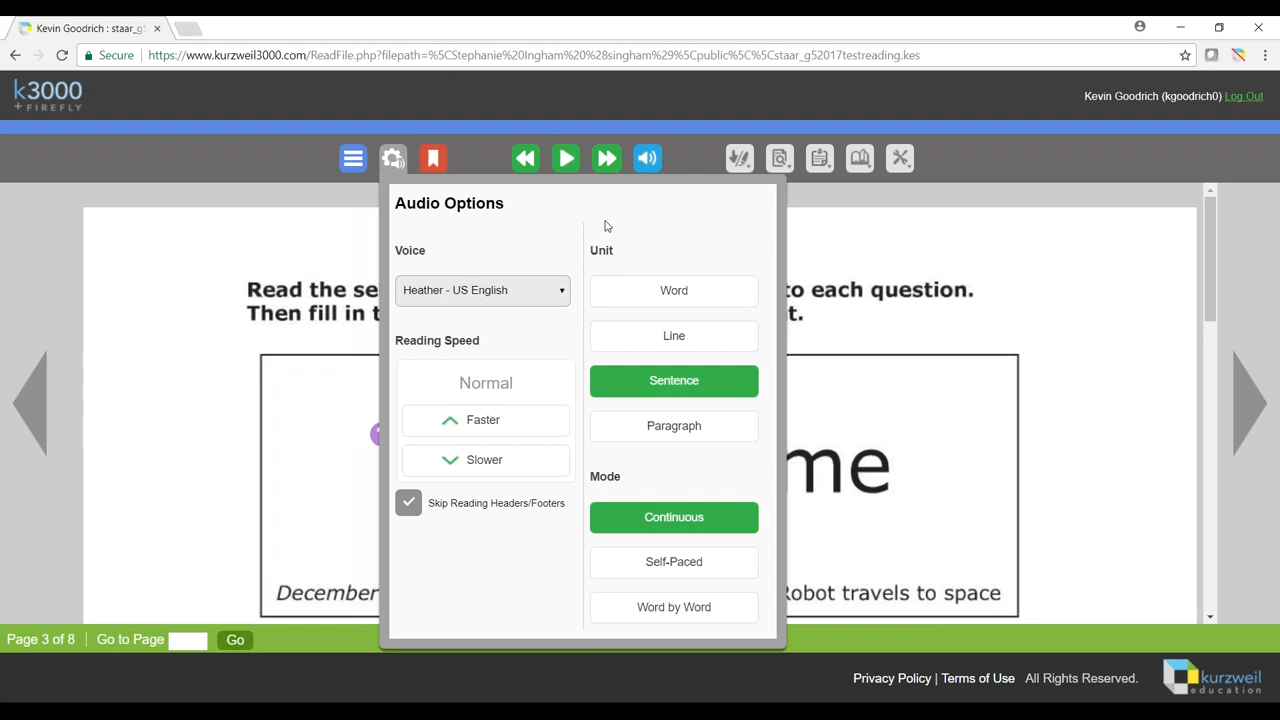 Kevin Goodrich : staar_g5
Secure
https://www.kurzweil3000.com/ReadFile.php?filepath=%5CStephanie%20Ingham%20%28singham%29%5Cpublic%5C%5Cstaar_g52017testreading.kes
k3000
+FIREFLY
Kevin Goodrich (kgoodrich0) Log Out
Audio Options
Voice
Heather - US English
Reading Speed
Normal
Faster
Slower
Skip Reading Headers/Footers
Unit
Word
Line
Sentence
Paragraph
Mode
Continuous
Self-Paced
Word by Word
Read the se
to each question.
Then fill in t
t.
me
December
Robot travels to space
Page 3 of 8
Go to Page
Go
Privacy Policy | Terms of Use All Rights Reserved.
kurzweil
education